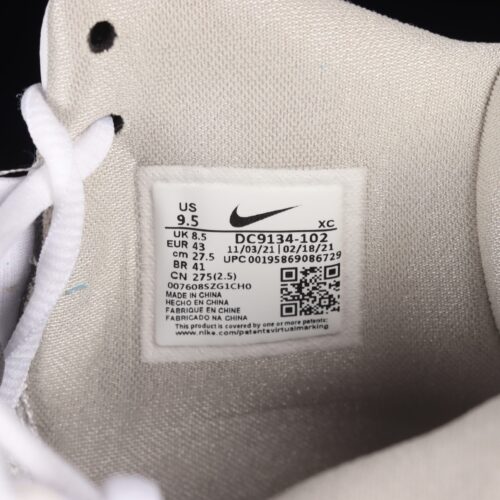 US
9.5
XC
UK 8.5
DC9134-102
EUR 43
11/03/21 02/18/21
cm 27.5
UPC 00195869086729
BR 41
CN 275(2.5)
007608SZG1CH0
MADE IN CHINA
HECHO EN CHINA
FABRIQUÉ EN CHINE
FABRICADO NA CHINA
This product is covered by one or more patents:
www.nike.com/patentsvirtualmarking